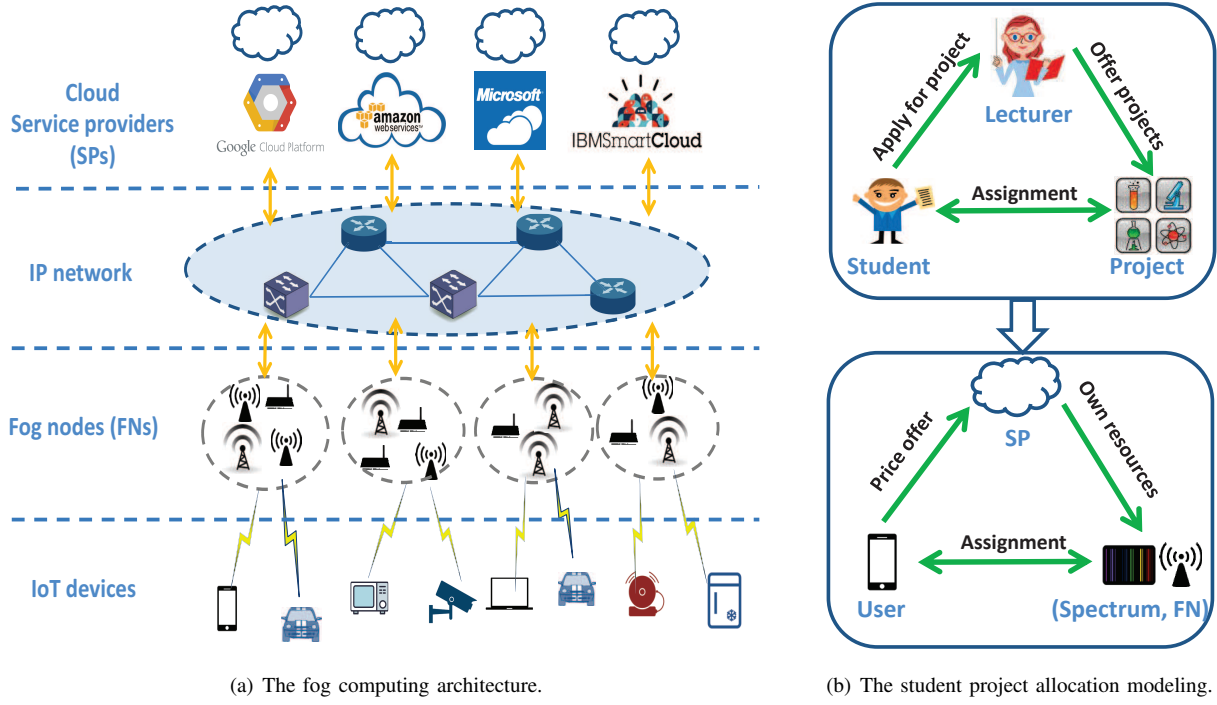 Cloud
Service providers
(SPs)
Google Cloud Platform
amazon
webservices™
Microsoft®
IBMSmartCloud
IP network
Fog nodes (FNs)
IoT devices
(a) The fog computing architecture.
Apply for project
Lecturer
Offer projects
Assignment
Student
Project
SP
Price offer
Own resources
Assignment
User
(Spectrum, FN)
(b) The student project allocation modeling.